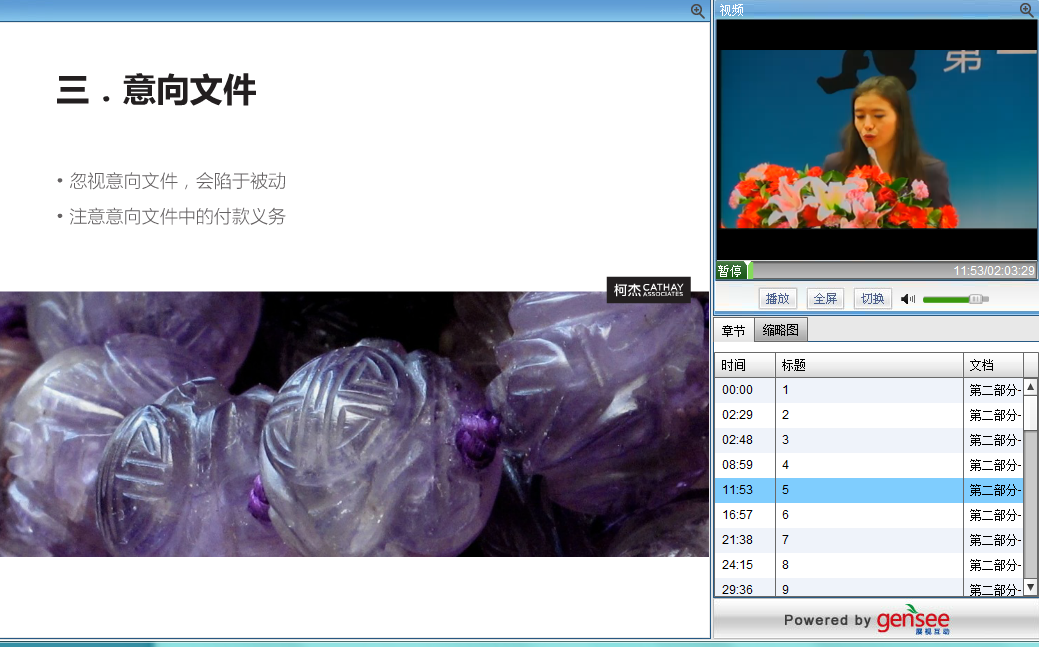 三．意向文件
• 忽视意向文件，会陷于被动
• 注意意向文件中的付款义务
柯杰 CATHAY
ASSOCIATES
视频
第一
暂停
11:53/02:03:29
播放
全屏
切换
章节
缩略图
时间 标题 文档
00:00 1 第二部分-
02:29 2 第二部分-
02:48 3 第二部分-
08:59 4 第二部分-
11:53 5 第二部分-
16:57 6 第二部分-
21:38 7 第二部分-
24:15 8 第二部分-
29:36 9 第二部分-
Powered by gensee
展视互动